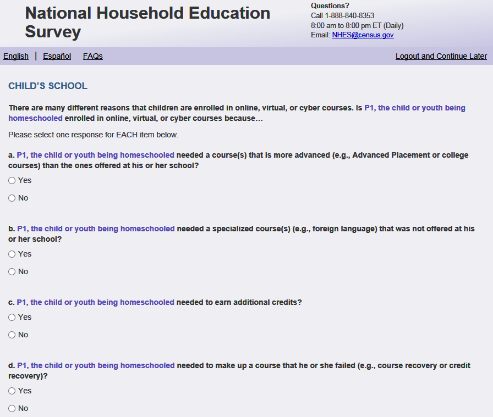 National Household Education
Survey
Questions?
Call 1-888-840-8353
8:00 am to 8:00 pm ET (Daily)
Email: NHES@census.gov
English | Español FAQs
Logout and Continue Later
CHILD'S SCHOOL
There are many different reasons that children are enrolled in online, virtual, or cyber courses. Is P1, the child or youth being
homeschooled enrolled in online, virtual, or cyber courses because…
Please select one response for EACH item below.
a. P1, the child or youth being homeschooled needed a course(s) that is more advanced (e.g., Advanced Placement or college
courses) than the ones offered at his or her school?
Yes
No
b. P1, the child or youth being homeschooled needed a specialized course(s) (e.g., foreign language) that was not offered at his
or her school?
Yes
No
c. P1, the child or youth being homeschooled needed to earn additional credits?
Yes
No
d. P1, the child or youth being homeschooled needed to make up a course that he or she failed (e.g., course recovery or credit
recovery)?
Yes
No